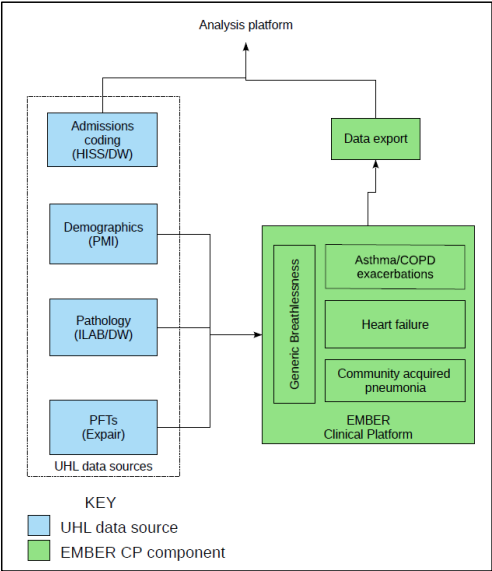 Analysis platform
Admissions
coding
(HISS/DW)
Data export
Demographics
(PMI)
Pathology
(ILAB/DW)
PFTs
(Expair)
UHL data sources
Generic Breathlessness
Asthma/COPD
exacerbations
Heart failure
Community acquired
pneumonia
EMBER
Clinical Platform
KEY
UHL data source
EMBER CP component